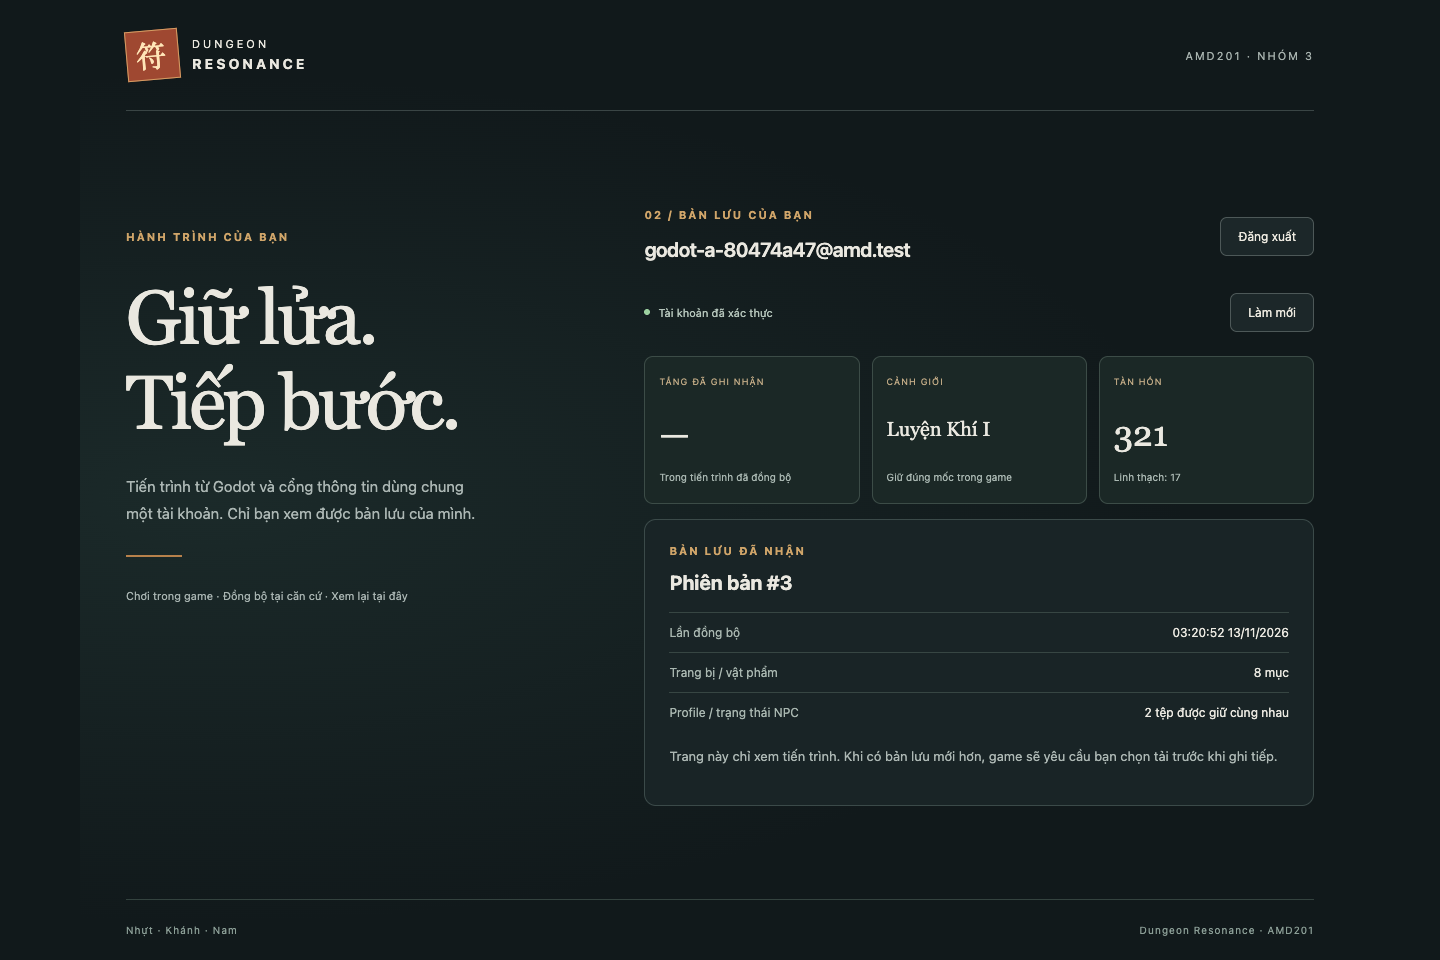 符
DUNGEON
RESONANCE
AMD201 · NHÓM 3
HÀNH TRÌNH CỦA BẠN
Giữ lửa.
Tiếp bước.
Tiến trình từ Godot và cổng thông tin dùng chung
một tài khoản. Chỉ bạn xem được bản lưu của mình.
Chơi trong game · Đồng bộ tại căn cứ · Xem lại tại đây
02 / BẢN LƯU CỦA BẠN
godot-a-80474a47@amd.test
Đăng xuất
Tài khoản đã xác thực
Làm mới
TẦNG ĐÃ GHI NHẬN
—
Trong tiến trình đã đồng bộ
CẢNH GIỚI
Luyện Khí I
Giữ đúng mốc trong game
TÀN HỒN
321
Linh thạch: 17
BẢN LƯU ĐÃ NHẬN
Phiên bản #3
Lần đồng bộ
03:20:52 13/11/2026
Trang bị / vật phẩm
8 mục
Profile / trạng thái NPC
2 tệp được giữ cùng nhau
Trang này chỉ xem tiến trình. Khi có bản lưu mới hơn, game sẽ yêu cầu bạn chọn tải trước khi ghi tiếp.
Nhựt · Khánh · Nam
Dungeon Resonance · AMD201